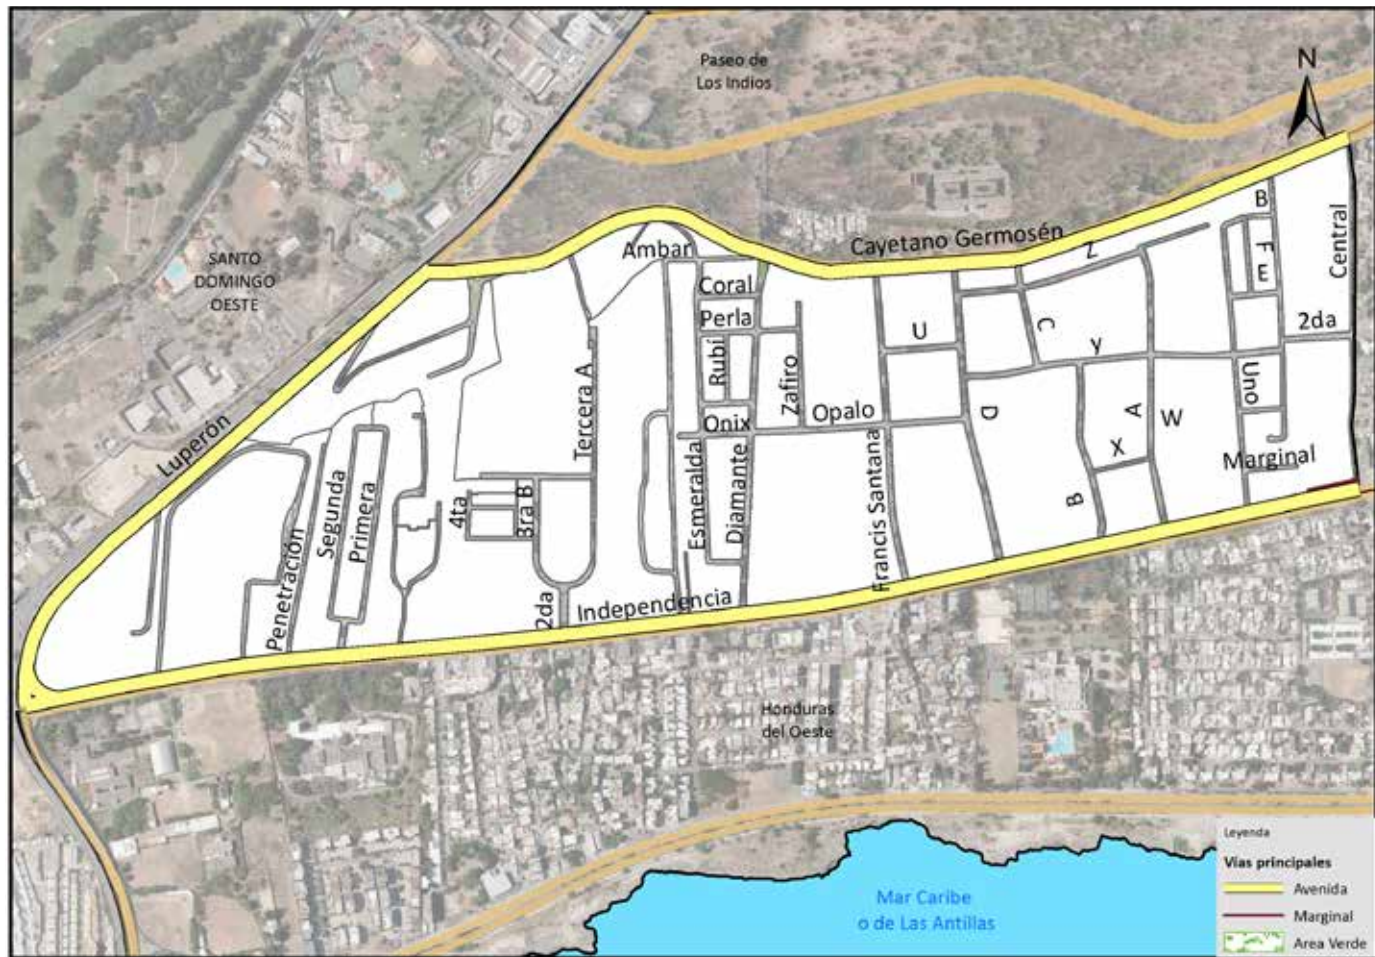 Paseo de
Los Indios
N
SANTO
DOMINGO
OESTE
Ambar
Cayetano Germosén
Z
B
F
E
Central
Coral
Perla
Rubí
Zafiro
U
C
y
2da
Uno
Luperón
Tercera A
Onix
Opalo
D
A
W
X
B
Marginal
Segunda
Primera
Penetración
4ta
3ra B
Esmeralda
Diamante
Francis Santana
2da
Independencia
Honduras
del Oeste
Mar Caribe
o de Las Antillas
Leyenda
Vías principales
Avenida
Marginal
Area Verde